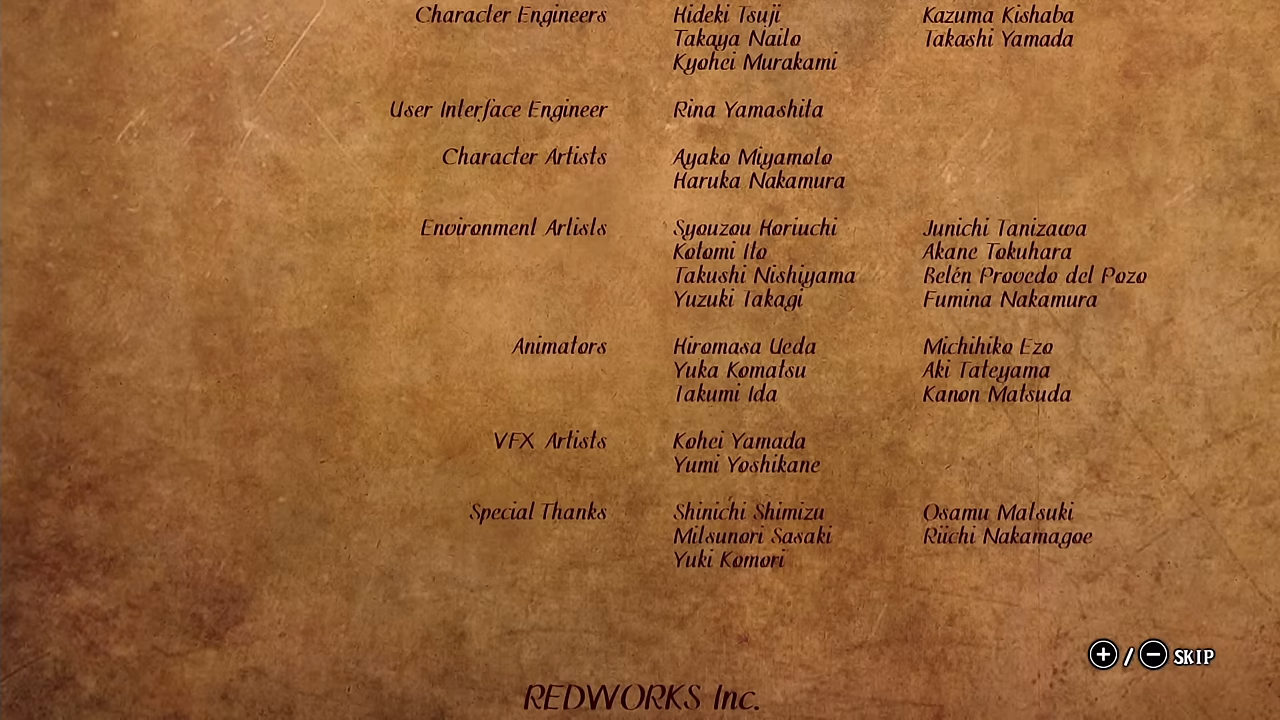 Character Engineers Hideki Tsuji Kazuma Kishaba
Takaya Naito Takashi Yamada
Kyohei Murakami
User Interface Engineer Rina Yamashita
Character Artists Ayako Miyamoto
Haruka Nakamura
Environment Artists Syouzou Horiuchi Junichi Tanizawa
Kotomi Ito Akane Tokuhara
Takushi Nishiyama Belén Provedo del Pozo
Yuzuki Takagi Fumina Nakamura
Animators Hiromasa Ueda Michihiko Ezo
Yuka Komatsu Aki Tateyama
Takumi Ida Kanon Matsuda
VFX Artists Kohei Yamada
Yumi Yoshikane
Special Thanks Shinichi Shimizu Osamu Matsuki
Mitsunori Sasaki Riichi Nakamagoe
Yuki Komori
+ / - SKIP
REDWORKS Inc.